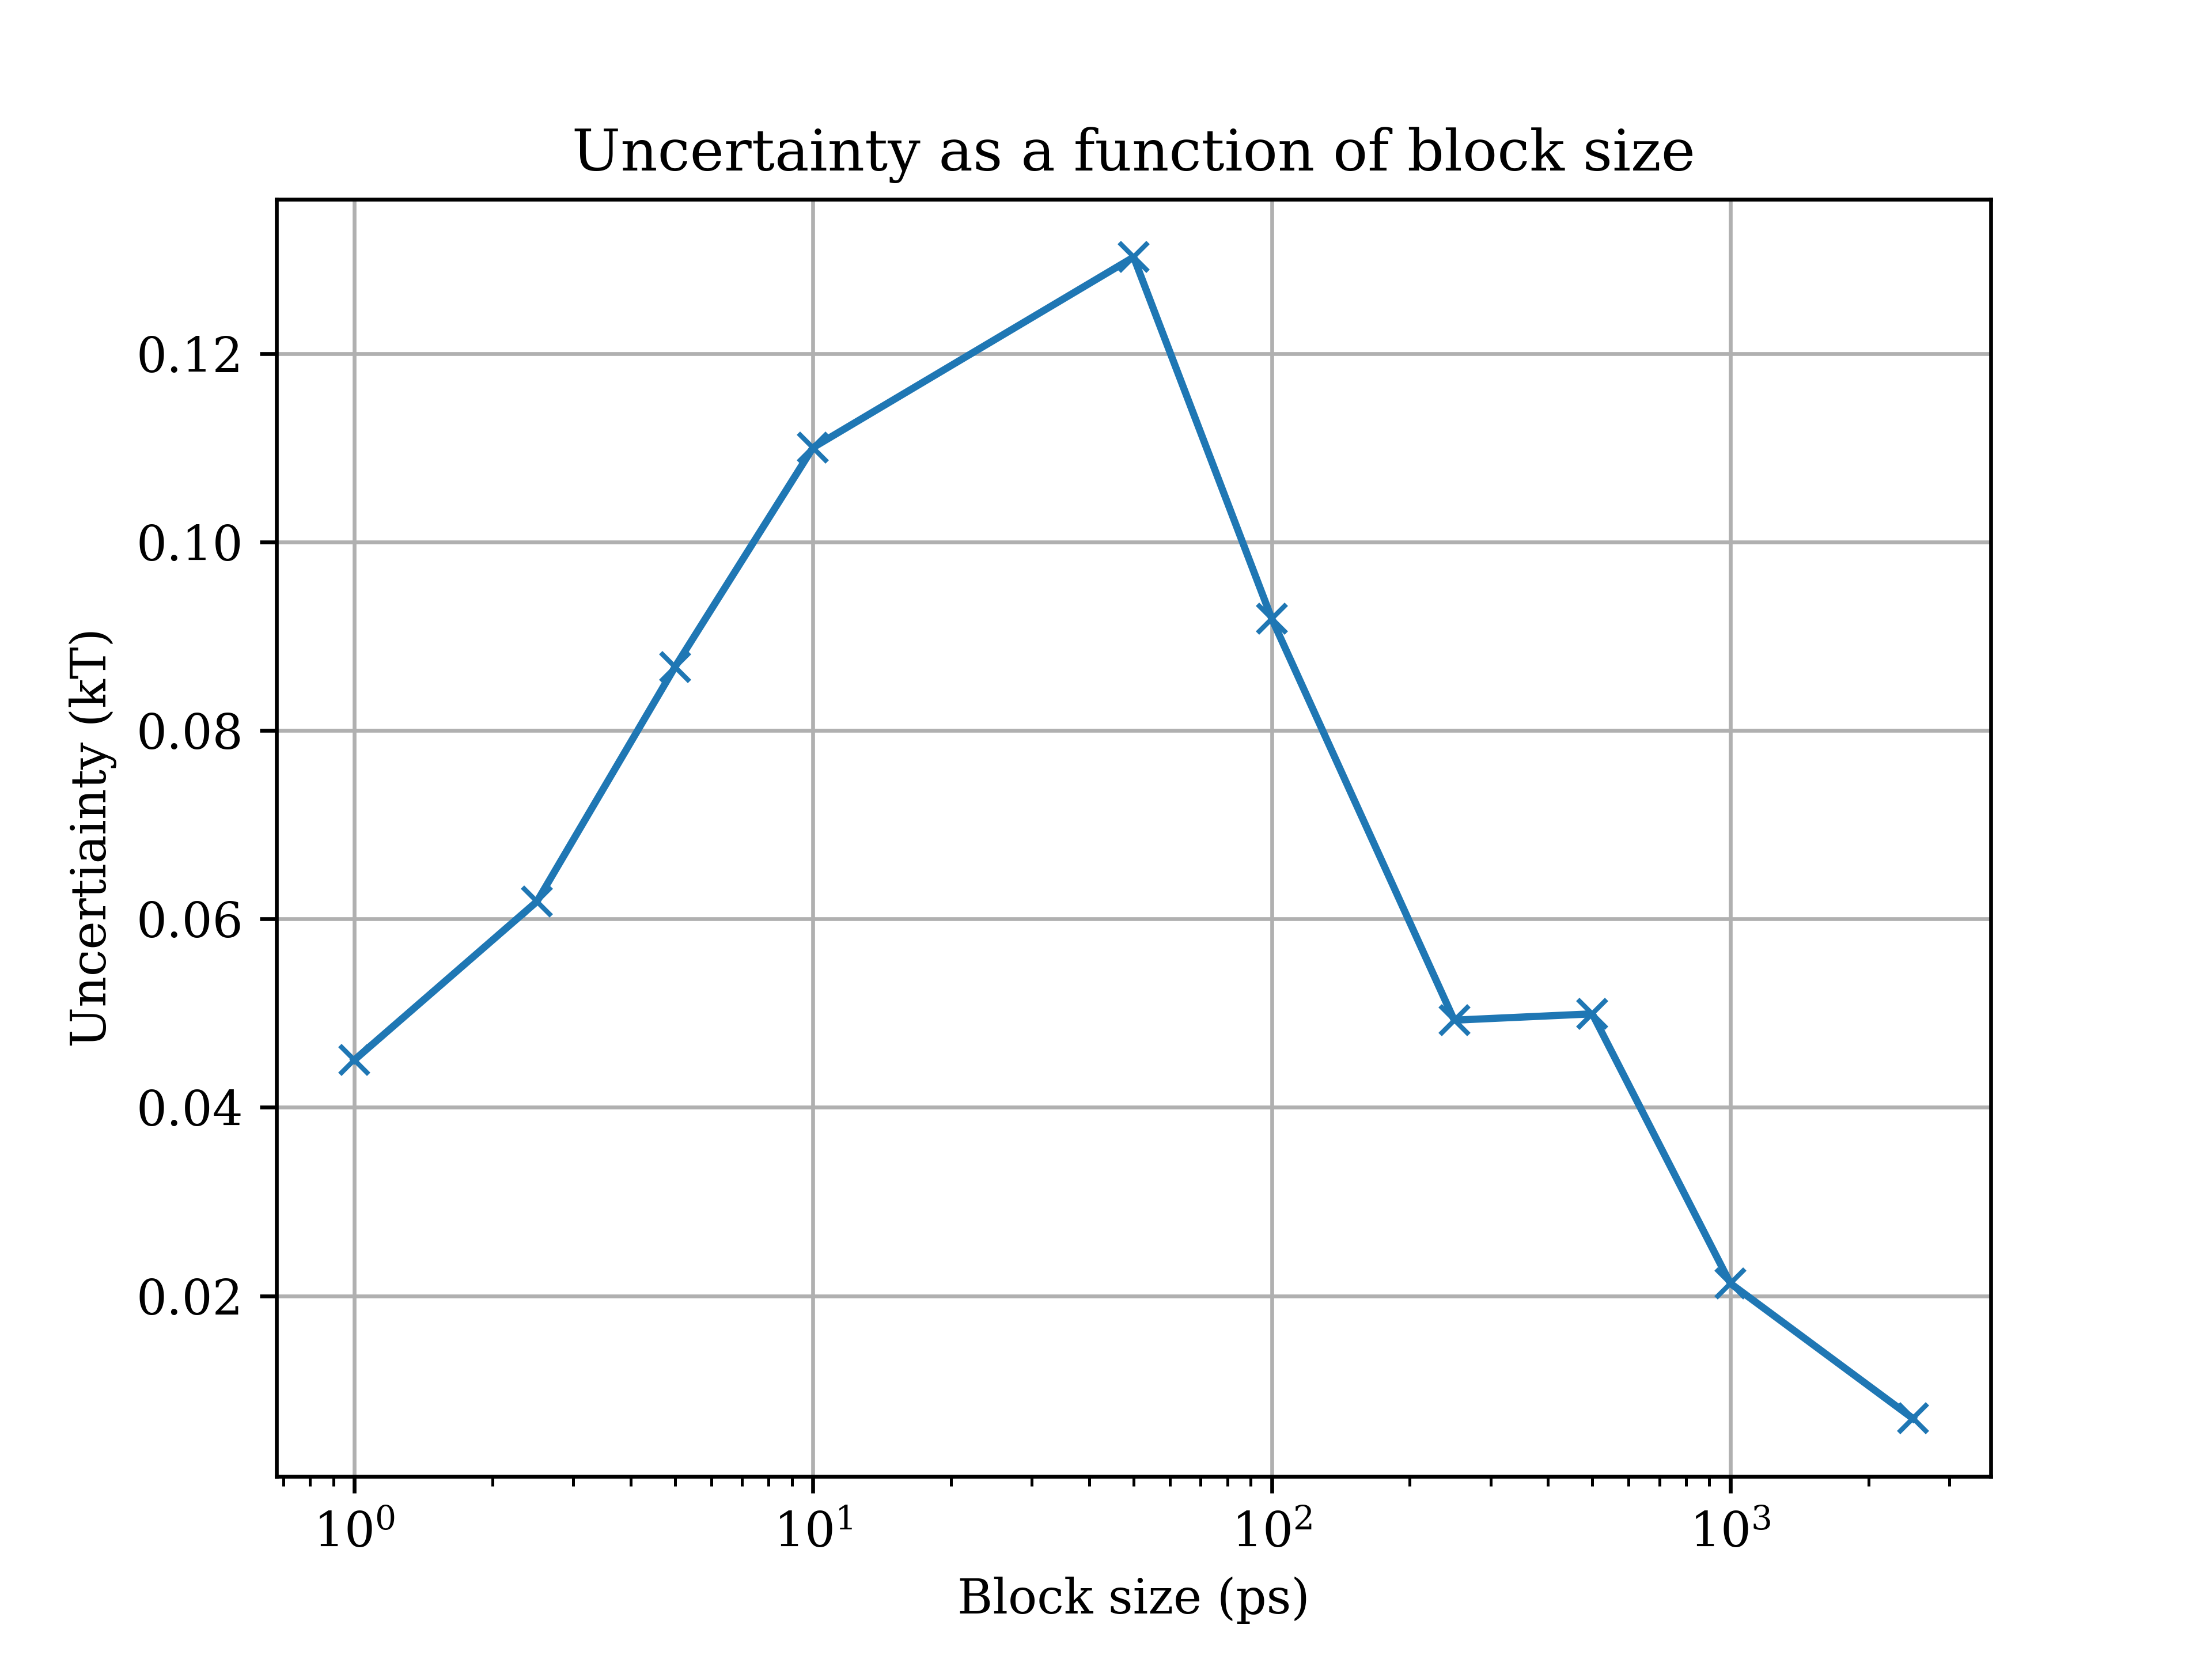 Uncertainty as a function of block size
Uncertiainty (kT)
0.12
0.10
0.08
0.06
0.04
0.02
10⁰ 10¹ 10² 10³
Block size (ps)